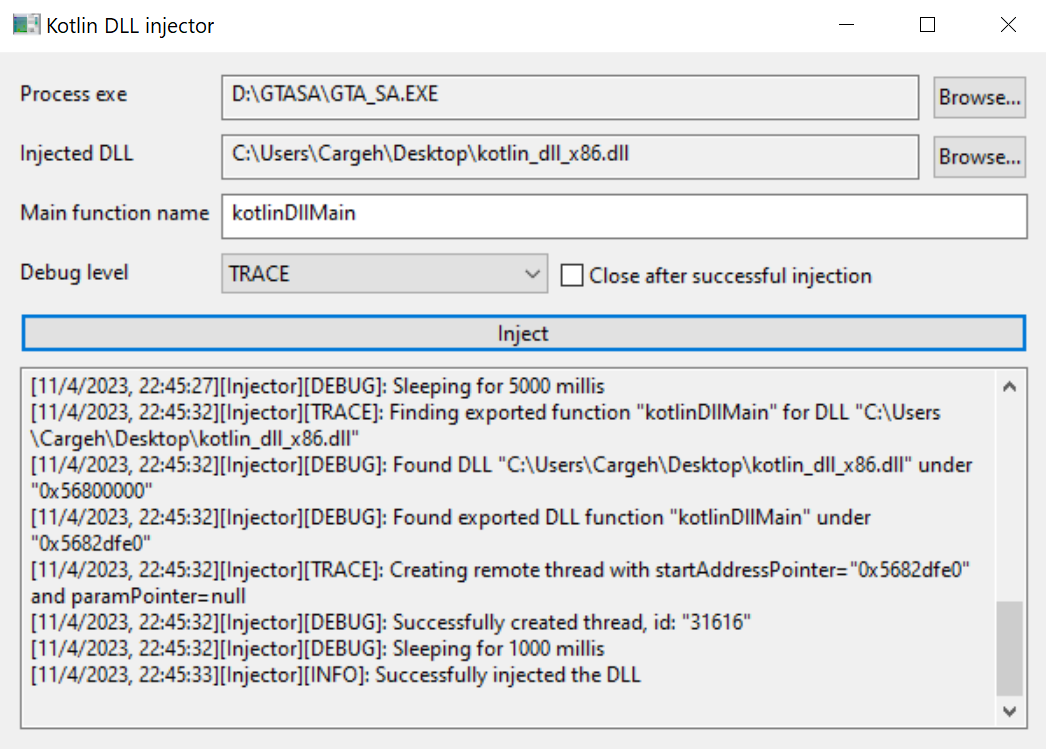 Kotlin DLL injector
Process exe
D:\GTASA\GTA_SA.EXE
Browse...
Injected DLL
C:\Users\Cargeh\Desktop\kotlin_dll_x86.dll
Browse...
Main function name
kotlinDllMain
Debug level
TRACE
Close after successful injection
Inject
[11/4/2023, 22:45:27][Injector][DEBUG]: Sleeping for 5000 millis
[11/4/2023, 22:45:32][Injector][TRACE]: Finding exported function "kotlinDllMain" for DLL "C:\Users
\Cargeh\Desktop\kotlin_dll_x86.dll"
[11/4/2023, 22:45:32][Injector][DEBUG]: Found DLL "C:\Users\Cargeh\Desktop\kotlin_dll_x86.dll" under
"0x56800000"
[11/4/2023, 22:45:32][Injector][DEBUG]: Found exported DLL function "kotlinDllMain" under
"0x5682dfe0"
[11/4/2023, 22:45:32][Injector][TRACE]: Creating remote thread with startAddressPointer="0x5682dfe0"
and paramPointer=null
[11/4/2023, 22:45:32][Injector][DEBUG]: Successfully created thread, id: "31616"
[11/4/2023, 22:45:32][Injector][DEBUG]: Sleeping for 1000 millis
[11/4/2023, 22:45:33][Injector][INFO]: Successfully injected the DLL